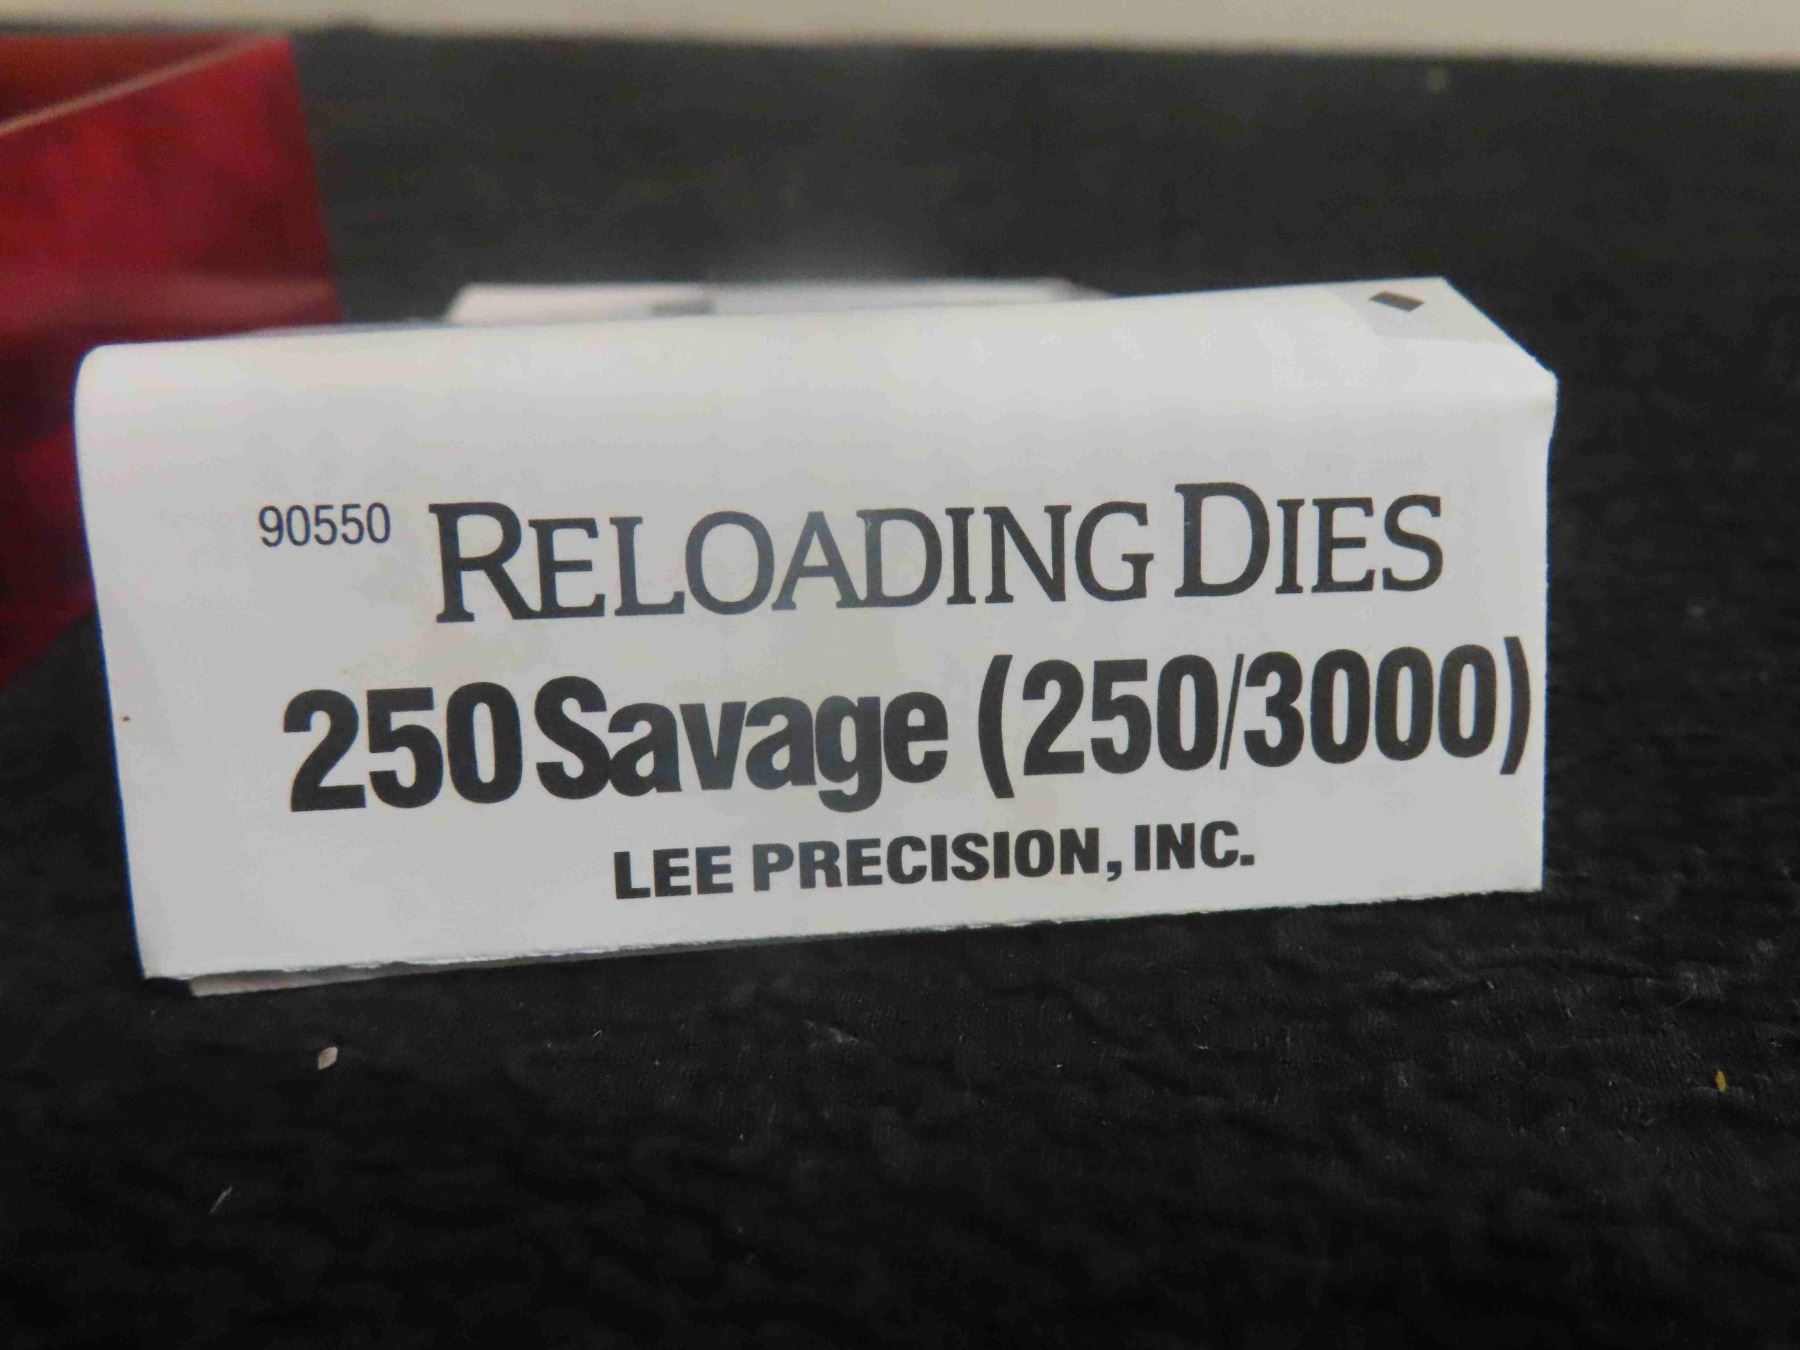 90550 RELOADING DIES
250 Savage (250/3000)
LEE PRECISION, INC.